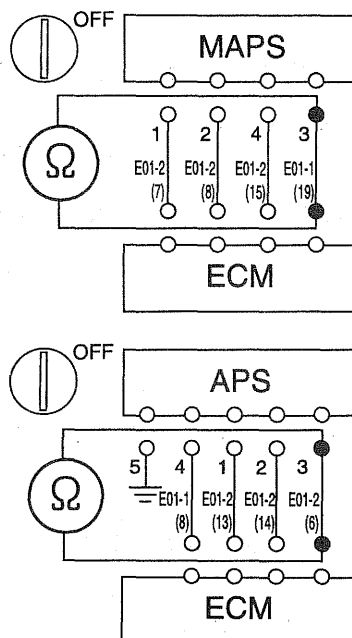 OFF
MAPS
Ω
1 2 4 3
E01-2 E01-2 E01-2 E01-1
(7) (8) (15) (19)
ECM
OFF
APS
Ω
5 4 1 2 3
E01-1 E01-2 E01-2 E01-2
(8) (13) (14) (6)
ECM